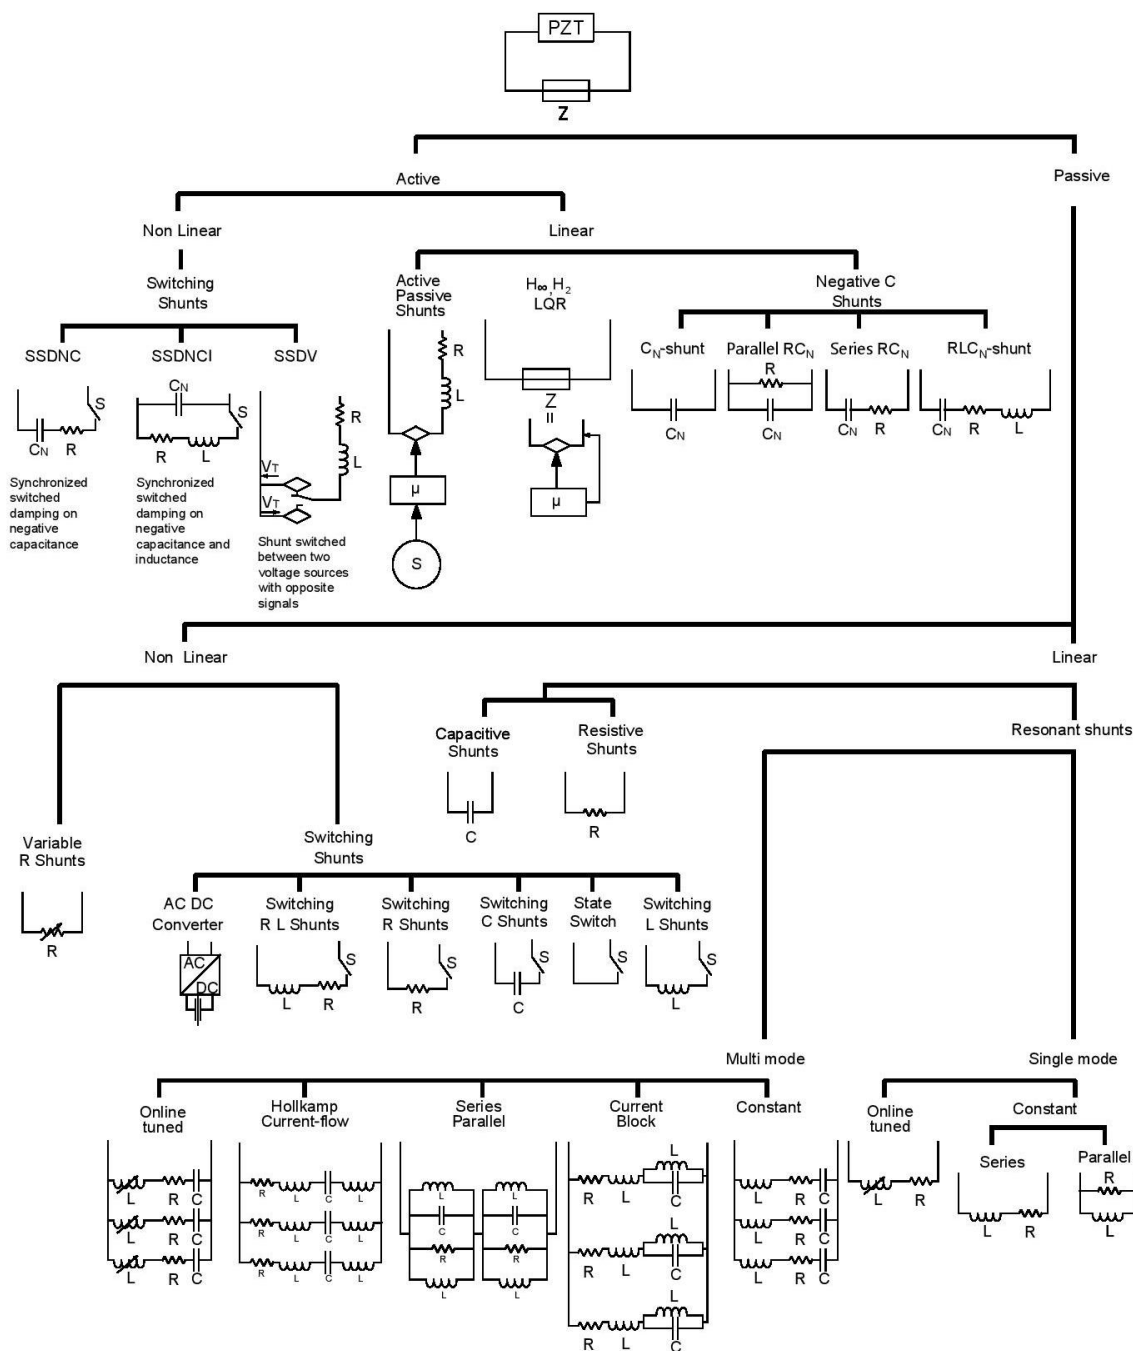 PZT
Z
Active
Passive
Non Linear
Linear
Switching
Shunts
Active
Passive
Shunts
H∞,H2
LQR
Negative C
Shunts
SSDNC
SSDNCI
SSDV
CN-shunt
Parallel RCN
Series RCN
RLCN-shunt
S
CN R
CN
S
R L
R
L
VT
VT
R
L
μ
S
Z
=
μ
CN
R
CN
CN R
CN R L
Synchronized
switched
damping on
negative
capacitance
Synchronized
switched
damping on
negative
capacitance and
inductance
Shunt switched
between two
voltage sources
with opposite
signals
Non Linear
Linear
Capacitive
Shunts
Resistive
Shunts
Resonant shunts
C
R
Variable
R Shunts
R
Switching
Shunts
AC DC
Converter
Switching
R L Shunts
Switching
R Shunts
Switching
C Shunts
State
Switch
Switching
L Shunts
AC
DC
S
L R
S
R
S
C
S
S
L
Multi mode
Single mode
Online
tuned
Hollkamp
Current-flow
Series
Parallel
Current
Block
Constant
Online
tuned
Constant
Series
Parallel
L R C
L R C
L R C
R L C L
R L C L
R L C L
L
C
R
L
L
C
R
L
L
R L C
L
R L C
L
R L C
L R C
L R C
L R C
L R
L R
R
L